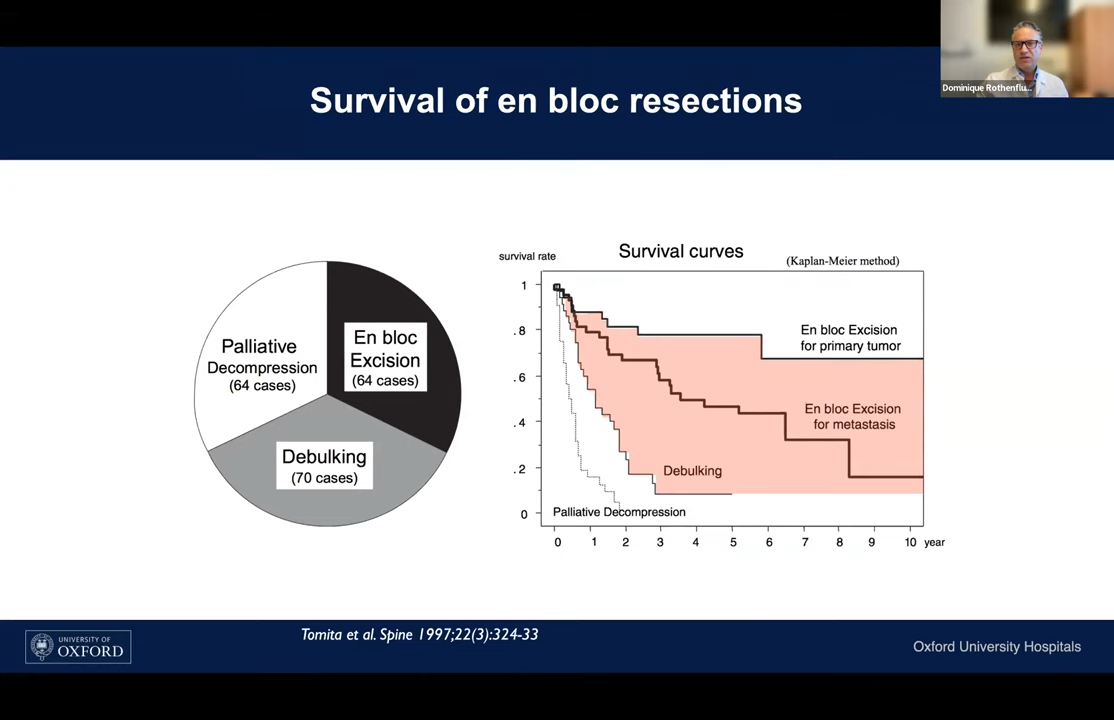 Dominique Rothenflu...
Survival of en bloc resections
Palliative
Decompression
(64 cases)
En bloc
Excision
(64 cases)
Debulking
(70 cases)
survival rate
Survival curves
(Kaplan-Meier method)
1
.8
.6
.4
.2
0
En bloc Excision
for primary tumor
En bloc Excision
for metastasis
Debulking
Palliative Decompression
0 1 2 3 4 5 6 7 8 9 10 year
Tomita et al. Spine 1997;22(3):324-33
UNIVERSITY OF
OXFORD
Oxford University Hospitals